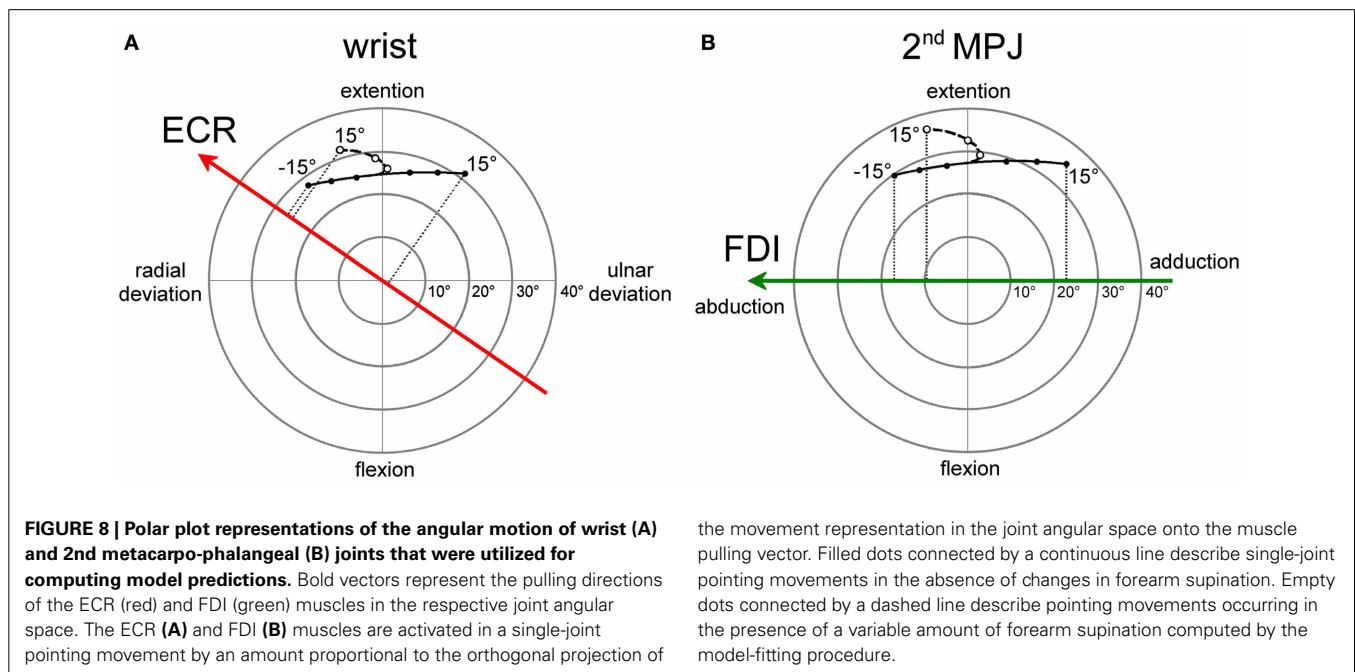 A
wrist
extention
ECR
15°
-15°
15°
radial
deviation
10°
20°
30°
40°
ulnar
deviation
flexion
B
2nd MPJ
extention
15°
-15°
15°
FDI
abduction
adduction
10°
20°
30°
40°
flexion
FIGURE 8 | Polar plot representations of the angular motion of wrist (A)
and 2nd metacarpo-phalangeal (B) joints that were utilized for
computing model predictions. Bold vectors represent the pulling directions
of the ECR (red) and FDI (green) muscles in the respective joint angular
space. The ECR (A) and FDI (B) muscles are activated in a single-joint
pointing movement by an amount proportional to the orthogonal projection of
the movement representation in the joint angular space onto the muscle
pulling vector. Filled dots connected by a continuous line describe single-joint
pointing movements in the absence of changes in forearm supination. Empty
dots connected by a dashed line describe pointing movements occurring in
the presence of a variable amount of forearm supination computed by the
model-fitting procedure.